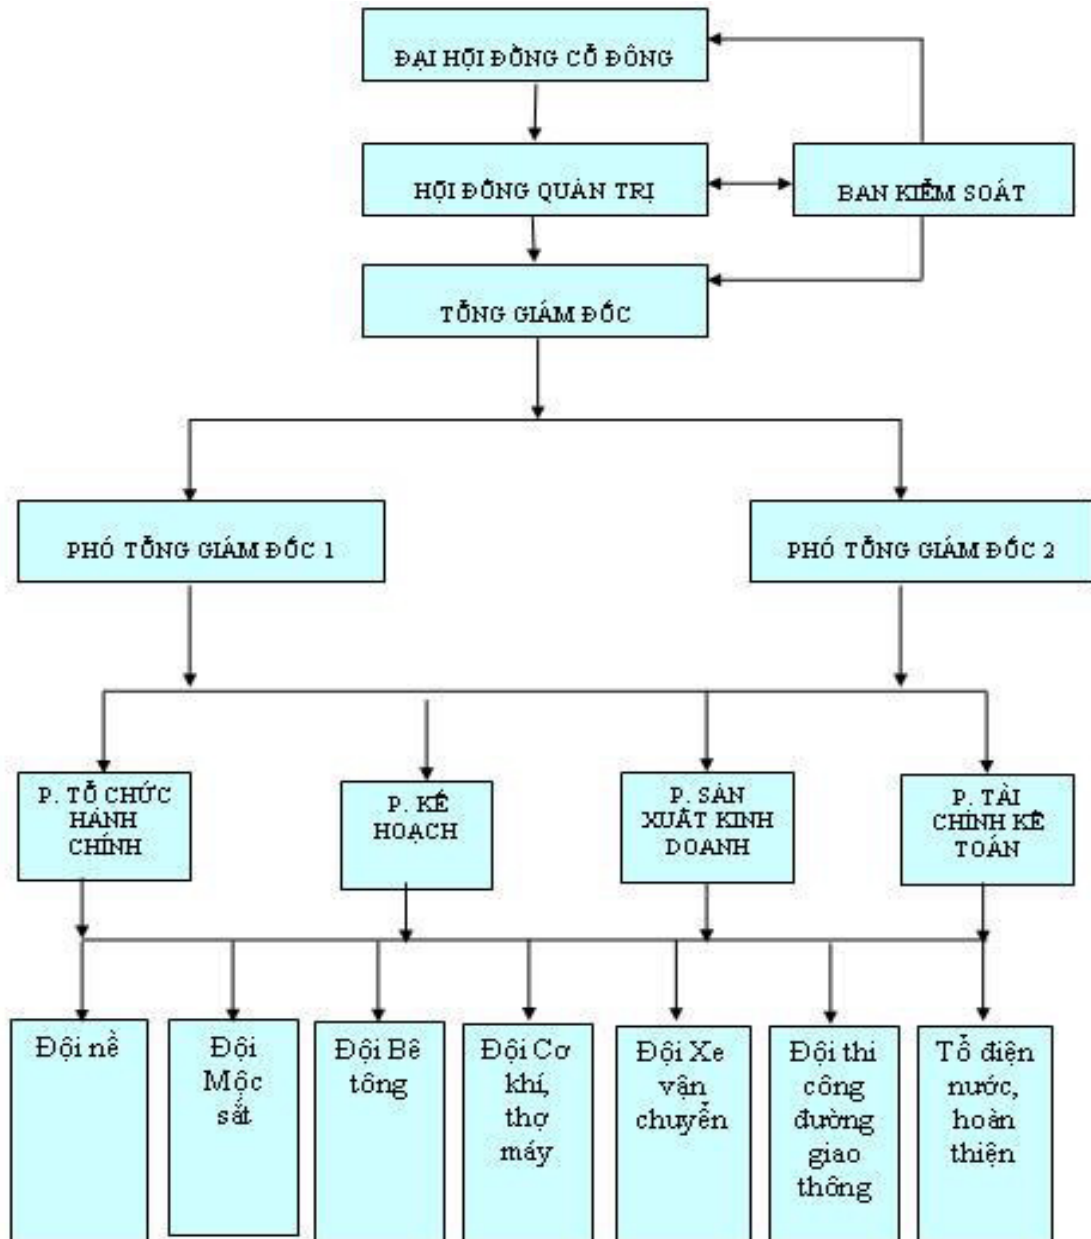 ĐẠI HỘI ĐỒNG CỔ ĐÔNG
HỘI ĐỒNG QUẢN TRỊ
BAN KIỂM SOÁT
TỔNG GIÁM ĐỐC
PHÓ TỔNG GIÁM ĐỐC 1
PHÓ TỔNG GIÁM ĐỐC 2
P. TỔ CHỨC
HÀNH
CHÍNH
P. KẾ
HOẠCH
P. SẢN
XUẤT KINH
DOANH
P. TÀI
CHÍNH KẾ
TOÁN
Đội nề
Đội
Mộc
sắt
Đội Bê
tông
Đội Cơ
khí,
thợ
máy
Đội Xe
vận
chuyển
Đội thi
công
đường
giao
thông
Tổ điện
nước,
hoàn
thiện